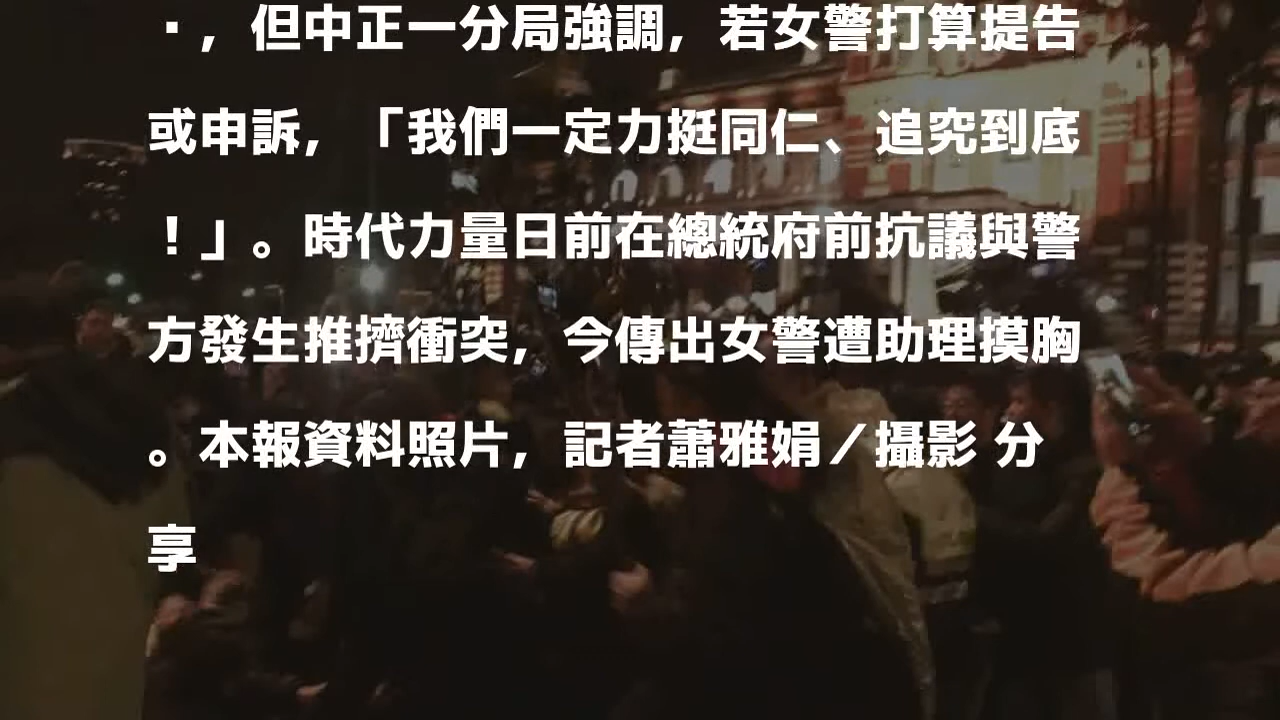 ▪，但中正一分局強調，若女警打算提告
或申訴，「我們一定力挺同仁、追究到底
！」。時代力量日前在總統府前抗議與警
方發生推擠衝突，今傳出女警遭助理摸胸
。本報資料照片，記者蕭雅娟／攝影 分
享